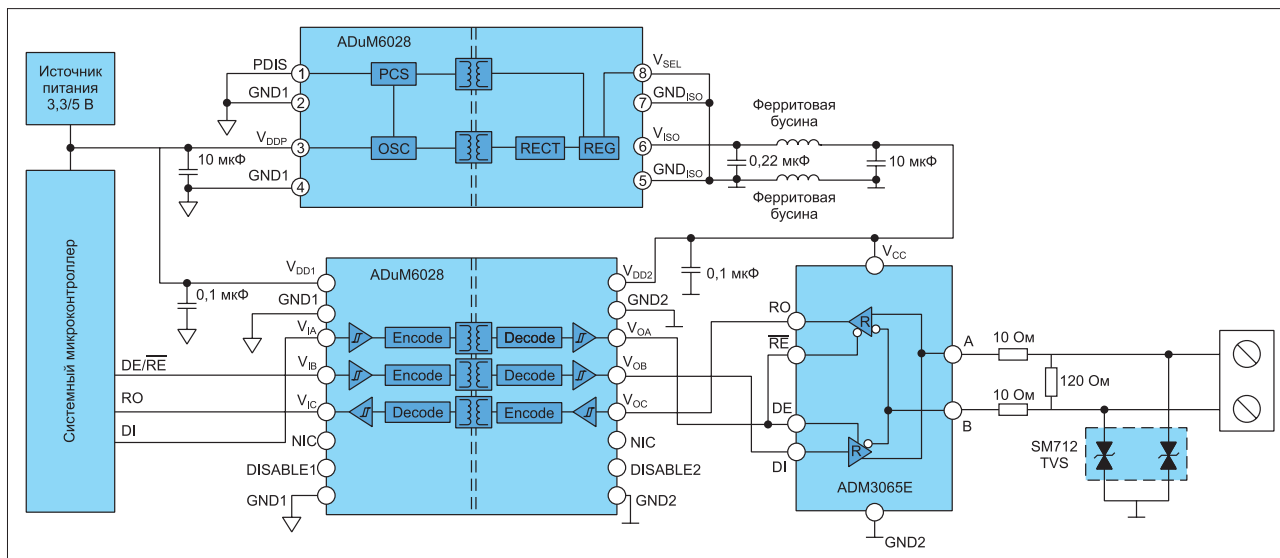 Источник
питания
3,3/5 В
Системный микроконтроллер
ADuM6028
PDIS
GND1
VDDP
GND1
1
2
3
4
PCS
OSC
RECT
REG
8
7
6
5
VSEL
GNDISO
VISO
GNDISO
10 мкФ
Ферритовая
бусина
0,22 мкФ
10 мкФ
Ферритовая
бусина
0,1 мкФ
ADuM6028
VDD1
GND1
VIA
VIB
VIC
NIC
DISABLE1
GND1
DE/RE
RO
DI
Encode
Decode
Encode
Decode
Decode
Encode
VDD2
GND2
VOA
VOB
VOC
NIC
DISABLE2
GND2
0,1 мкФ
VCC
RO
RE
DE
DI
R
R
A
B
ADM3065E
GND2
10 Ом
120 Ом
10 Ом
SM712
TVS